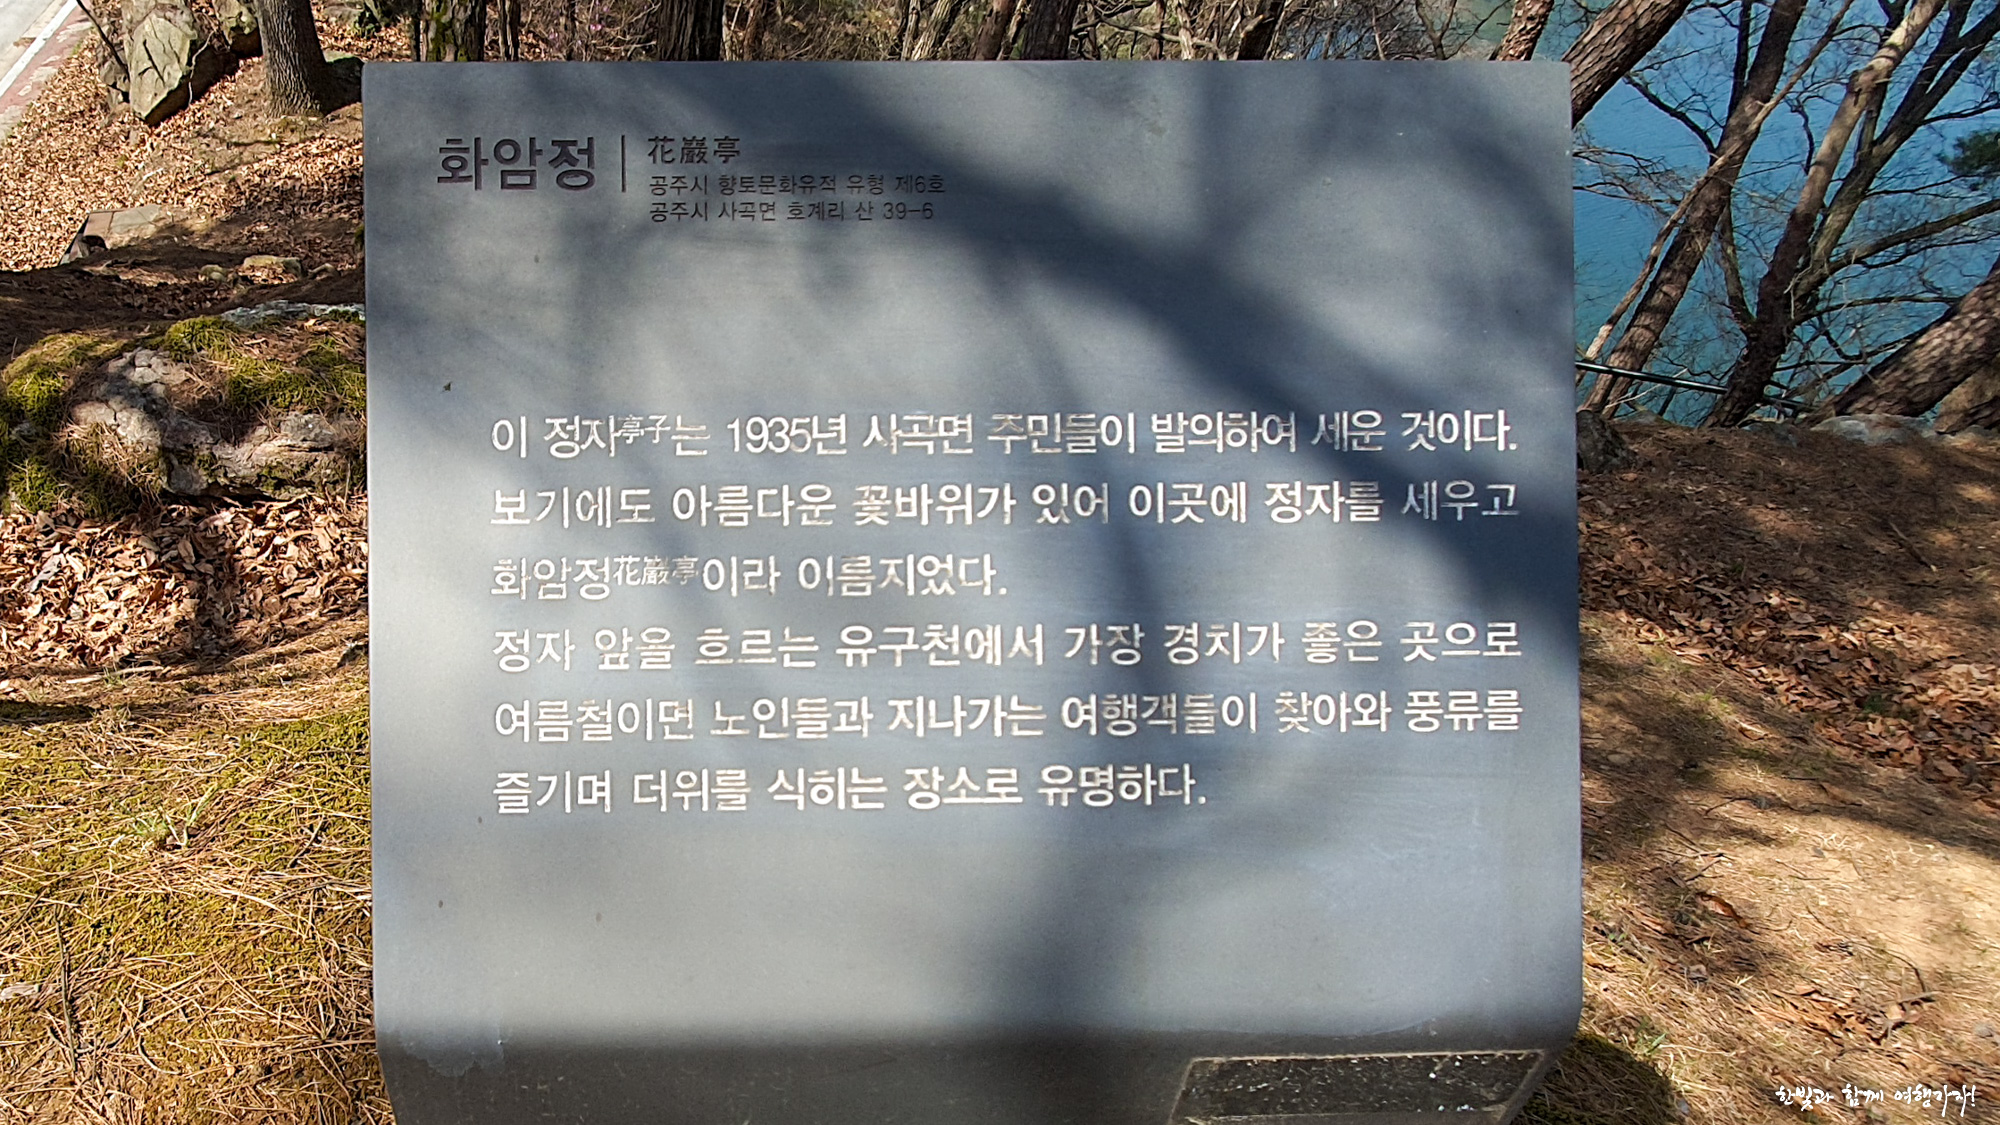 화암정 | 花巖亭
공주시 향토문화유적 유형 제6호
공주시 사곡면 호계리 산 39-6
이 정자亭子는 1935년 사곡면 주민들이 발의하여 세운 것이다.
보기에도 아름다운 꽃바위가 있어 이곳에 정자를 세우고
화암정花巖亭이라 이름지었다.
정자 앞을 흐르는 유구천에서 가장 경치가 좋은 곳으로
여름철이면 노인들과 지나가는 여행객들이 찾아와 풍류를
즐기며 더위를 식히는 장소로 유명하다.
한빛과 함께 여행가자!